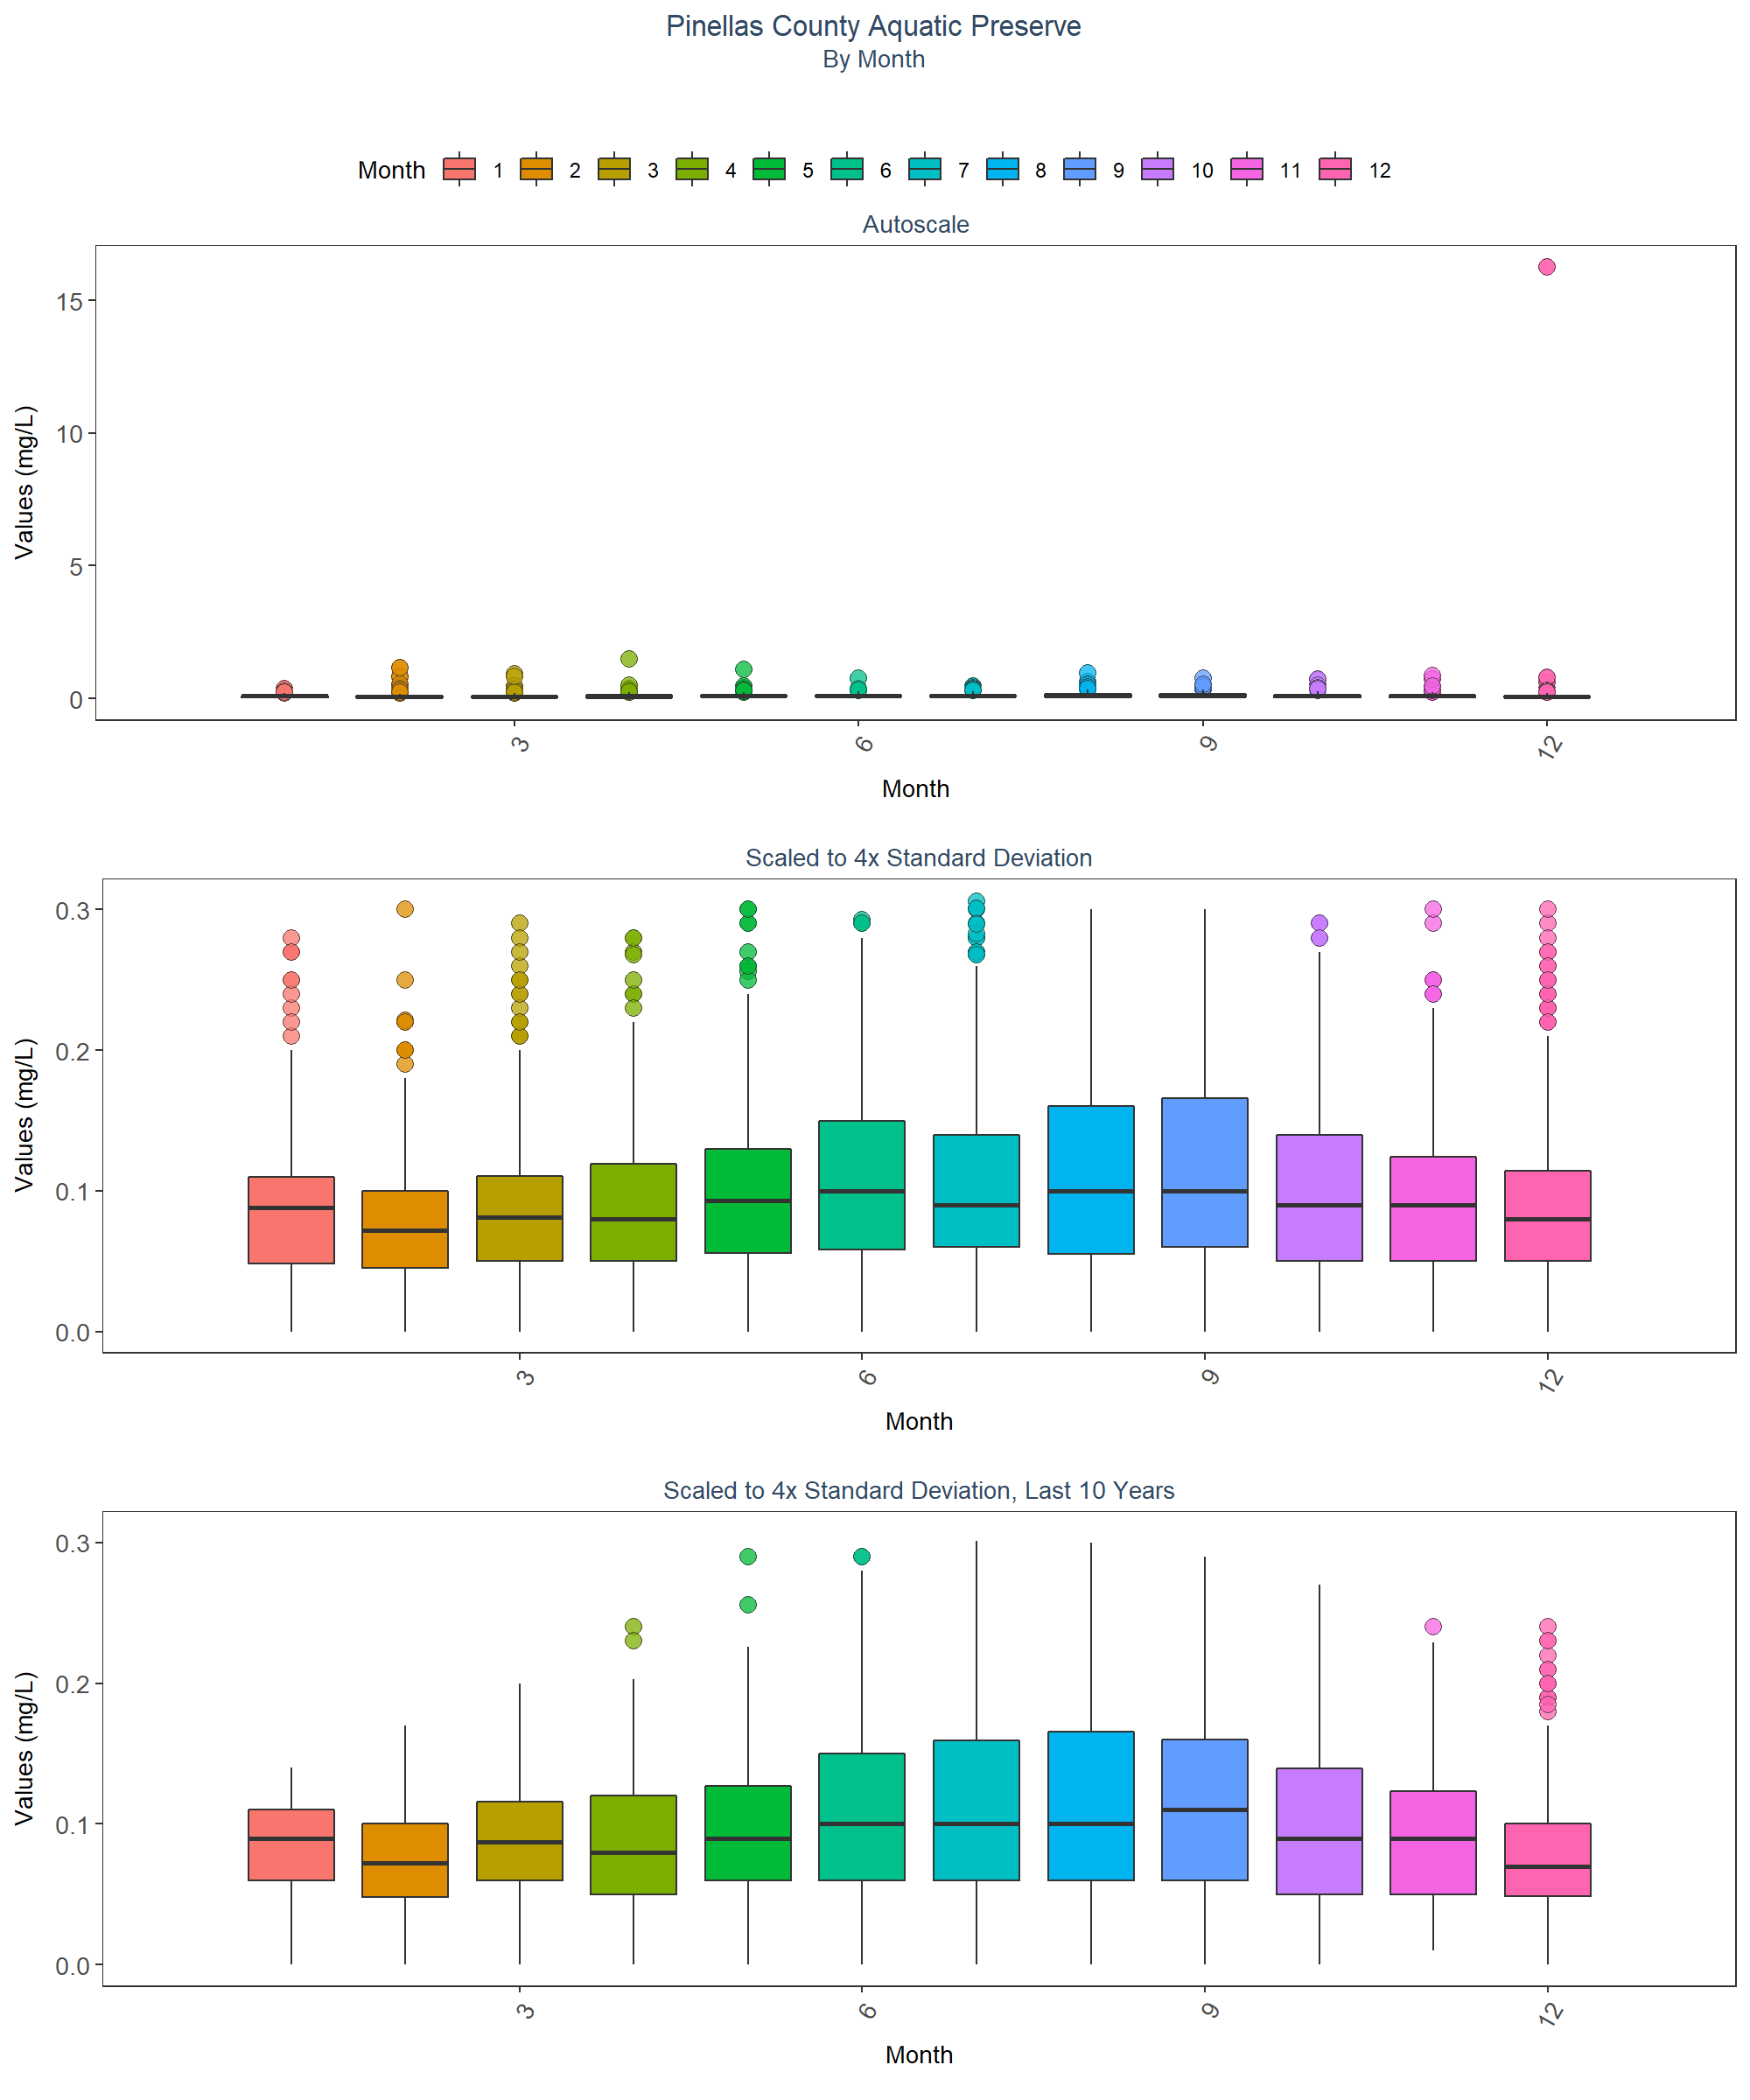 Pinellas County Aquatic Preserve
By Month
Month 1 2 3 4 5 6 7 8 9 10 11 12
Autoscale
Values (mg/L)
15
10
5
0
3 6 9 12
Month
Scaled to 4x Standard Deviation
Values (mg/L)
0.3
0.2
0.1
0.0
3 6 9 12
Month
Scaled to 4x Standard Deviation, Last 10 Years
Values (mg/L)
0.3
0.2
0.1
0.0
3 6 9 12
Month